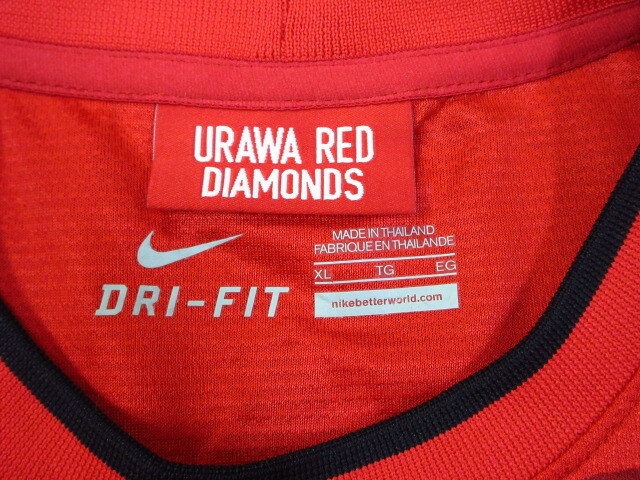 URAWA RED
DIAMONDS
DRI-FIT
MADE IN THAILAND
FABRIQUE EN THAILANDE
XL TG EG
nikebetterworld.com